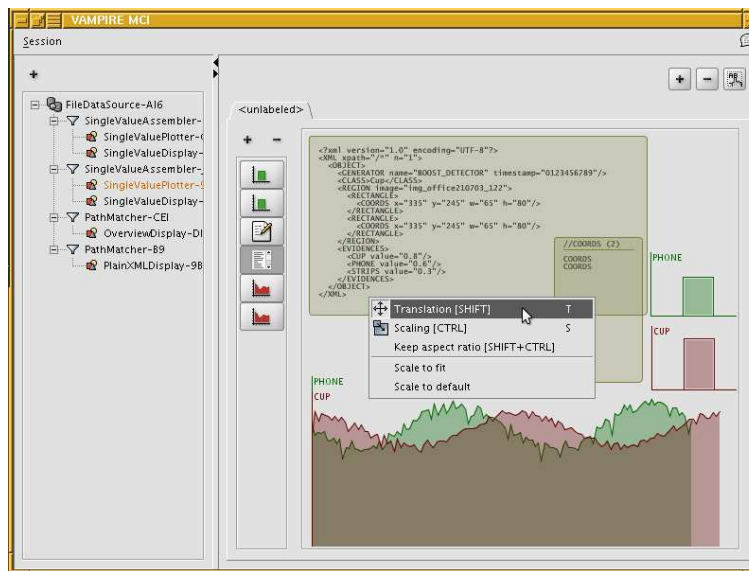 VAMPIRE MCI
Session
FileDataSource-AI6
SingleValueAssembler-
SingleValuePlotter-
SingleValueDisplay-
SingleValueAssembler-
SingleValuePlotter-9
SingleValueDisplay-
PathMatcher-CEI
OverviewDisplay-DI
PathMatcher-B9
PlainXMLDisplay-9B
+ -
<unlabeled>
+ -
<?xml version="1.0" encoding="UTF-8"?>
<XML xpath="/*" n="1">
<OBJECT>
<GENERATOR name="BOOST_DETECTOR" timestamp="0123456789"/>
<CLASS>Cup</CLASS>
<REGION image="img_office210703_122">
<RECTANGLE>
<COORDS x="335" y="245" w="65" h="80"/>
</RECTANGLE>
<RECTANGLE>
<COORDS x="335" y="245" w="65" h="80"/>
</RECTANGLE>
</REGION>
<EVIDENCES>
<CUP value="0.8"/>
<PHONE value="0.6"/>
<STRIPS value="0.3"/>
</EVIDENCES>
</OBJECT>
</XML>
//COORDS (2)
COORDS
COORDS
PHONE
CUP
Translation [SHIFT] T
Scaling [CTRL] S
Keep aspect ratio [SHIFT+CTRL]
Scale to fit
Scale to default
PHONE
CUP